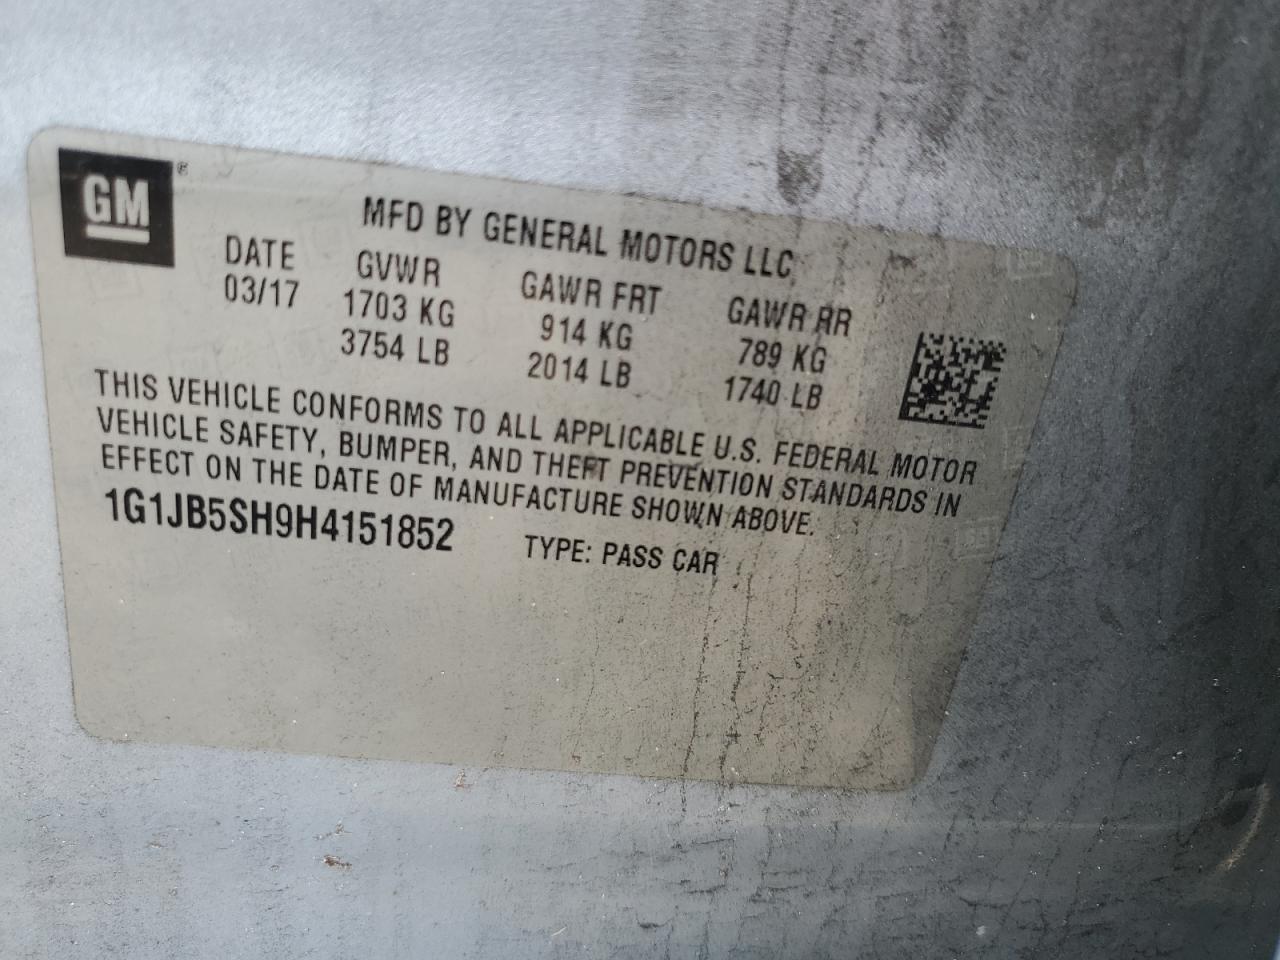 GM®
MFD BY GENERAL MOTORS LLC
DATE GVWR GAWR FRT GAWR RR
03/17 1703 KG 914 KG 789 KG
3754 LB 2014 LB 1740 LB
THIS VEHICLE CONFORMS TO ALL APPLICABLE U.S. FEDERAL MOTOR
VEHICLE SAFETY, BUMPER, AND THEFT PREVENTION STANDARDS IN
EFFECT ON THE DATE OF MANUFACTURE SHOWN ABOVE.
1G1JB5SH9H4151852 TYPE: PASS CAR